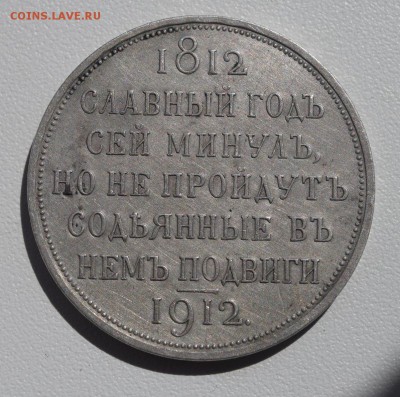 COINS.LAVE.RU
1812
СЛАВНЫЙ ГОДЪ
СЕЙ МИНУЛЪ,
НО НЕ ПРОЙДУТЪ
СОДѢЯННЫЕ ВЪ
НЕМЪ ПОДВИГИ
1912.